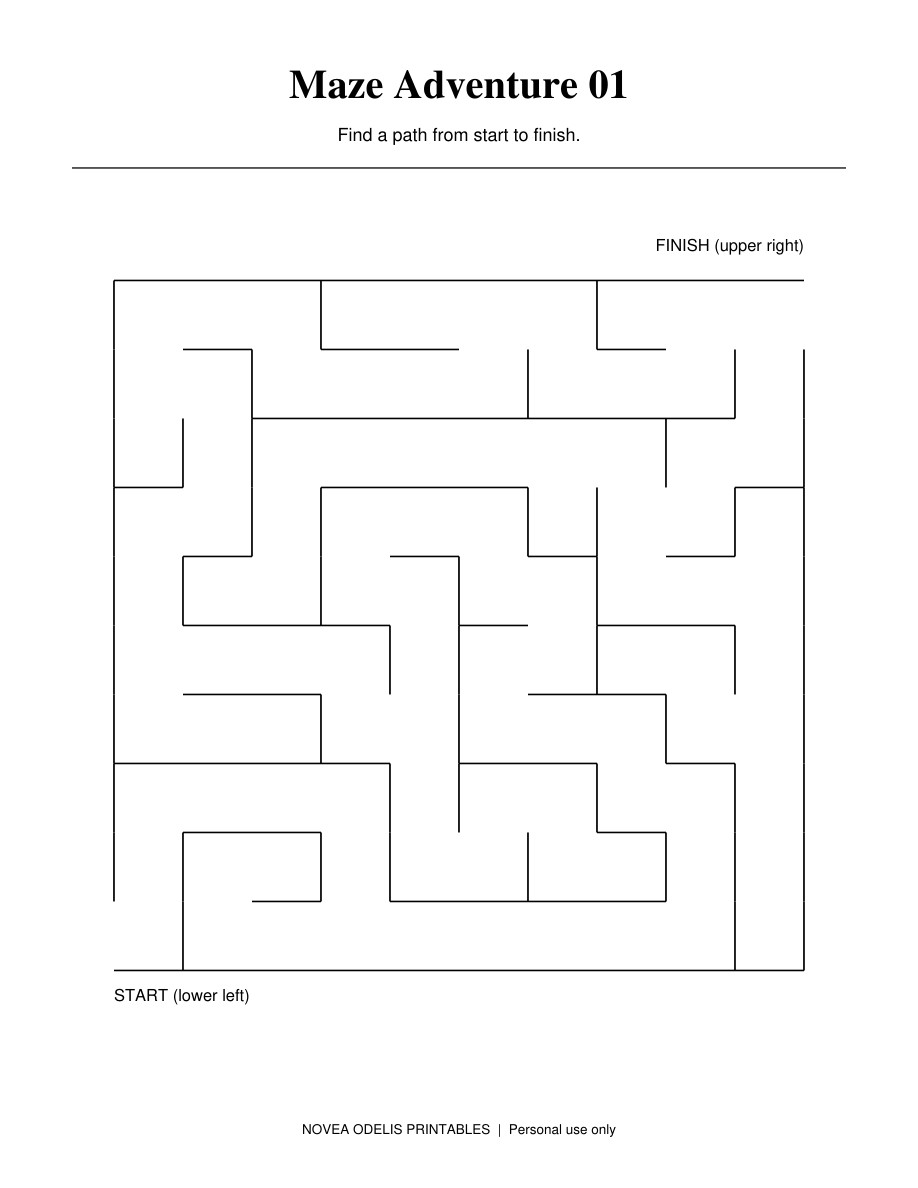 Maze Adventure 01
Find a path from start to finish.
FINISH (upper right)
START (lower left)
NOVEA ODELIS PRINTABLES | Personal use only